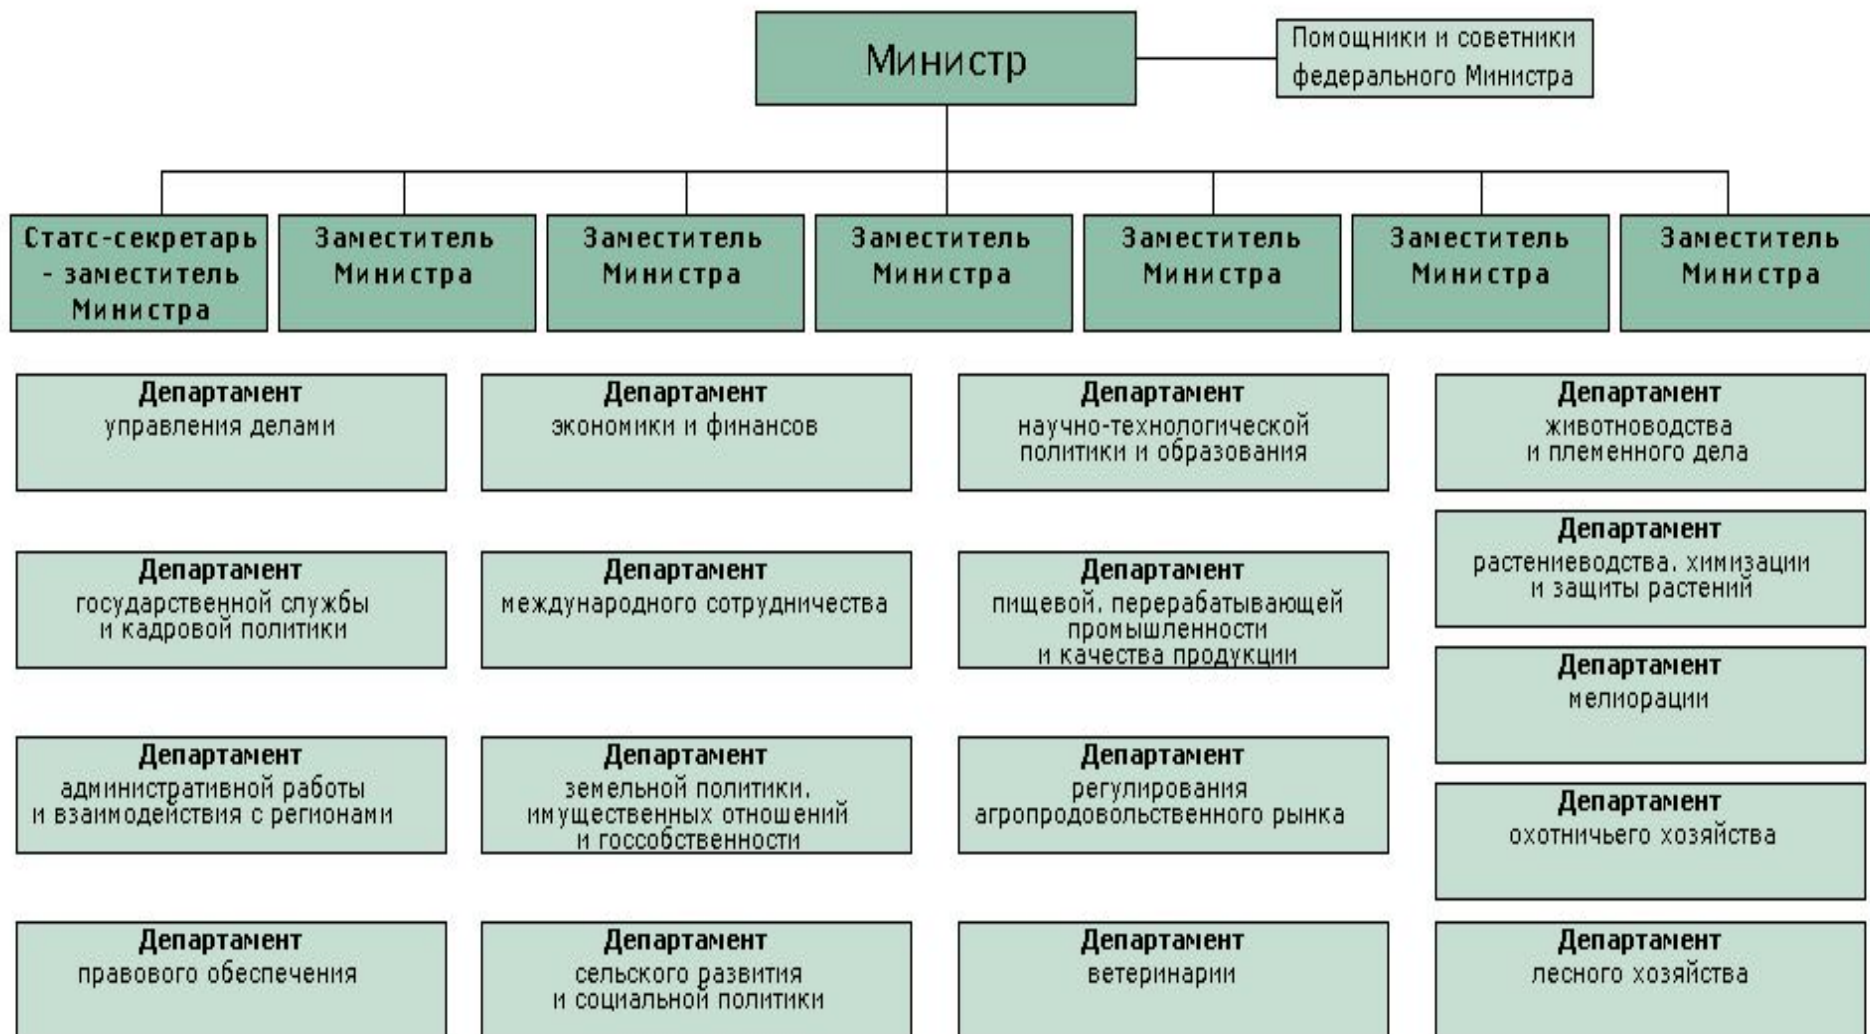 Министр
Помощники и советники
федерального Министра
Статс-секретарь
- заместитель
Министра
Заместитель
Министра
Заместитель
Министра
Заместитель
Министра
Заместитель
Министра
Заместитель
Министра
Заместитель
Министра
Департамент
управления делами
Департамент
экономики и финансов
Департамент
научно-технологической
политики и образования
Департамент
животноводства
и племенного дела
Департамент
государственной службы
и кадровой политики
Департамент
международного сотрудничества
Департамент
пищевой, перерабатывающей
промышленности
и качества продукции
Департамент
растениеводства, химизации
и защиты растений
Департамент
мелиорации
Департамент
административной работы
и взаимодействия с регионами
Департамент
земельной политики,
имущественных отношений
и госсобственности
Департамент
регулирования
агропродовольственного рынка
Департамент
охотничьего хозяйства
Департамент
правового обеспечения
Департамент
сельского развития
и социальной политики
Департамент
ветеринарии
Департамент
лесного хозяйства